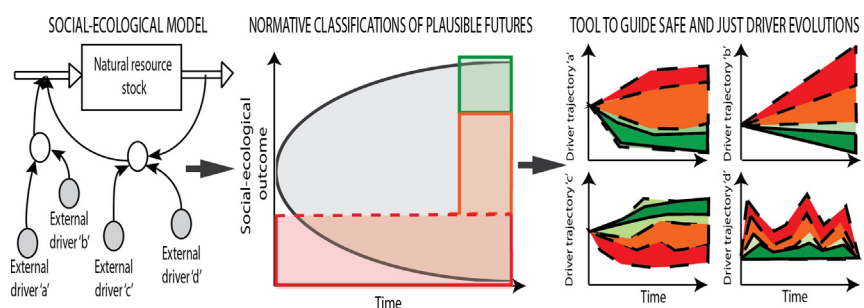 SOCIAL-ECOLOGICAL MODEL
Natural resource
stock
External
driver 'b'
External
driver 'a'
External
driver 'c'
External
driver 'd'
NORMATIVE CLASSIFICATIONS OF PLAUSIBLE FUTURES
Social-ecological
outcome
Time
TOOL TO GUIDE SAFE AND JUST DRIVER EVOLUTIONS
Driver trajectory 'a'
Driver trajectory 'b'
Driver trajectory 'c'
Driver trajectory 'd'
Time